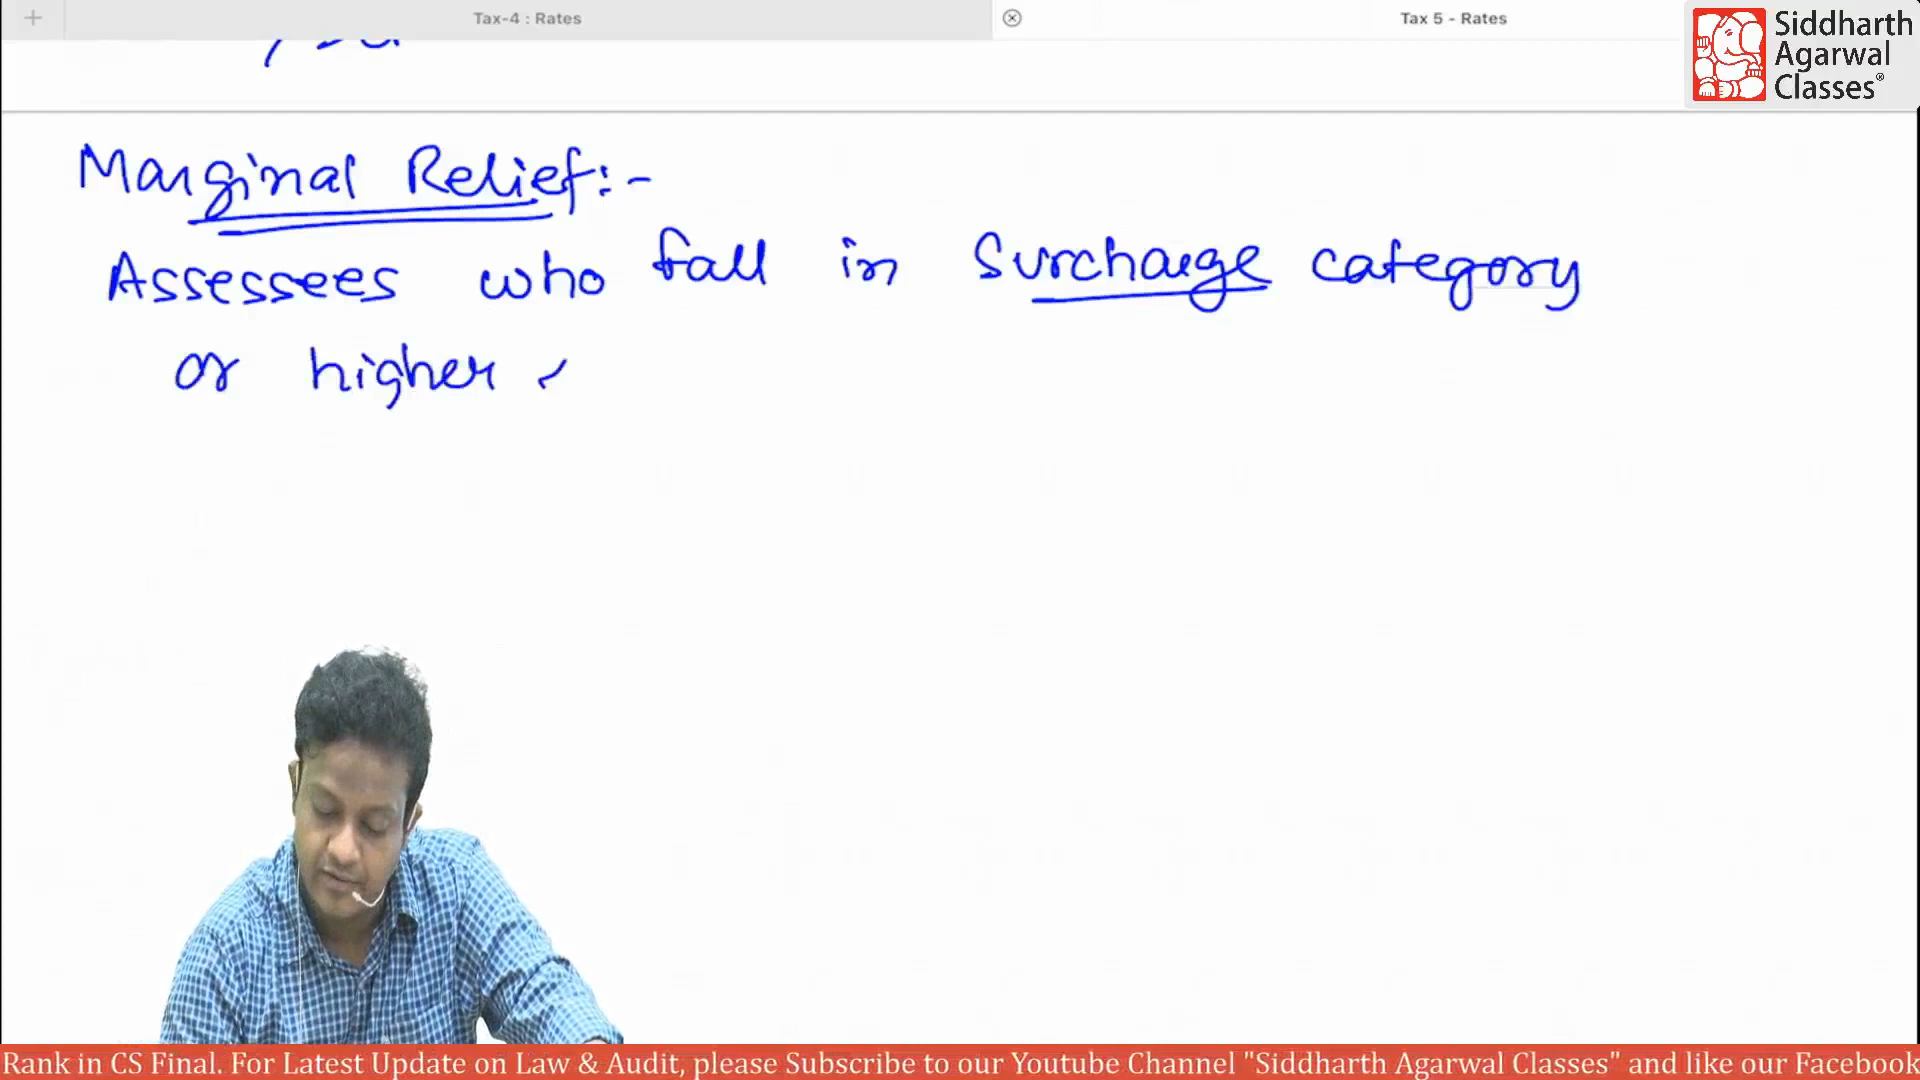 Tax-4 : Rates
Tax 5 - Rates
Siddharth
Agarwal
Classes®
Marginal Relief:-
Assessees who fall in Surcharge category
or higher
Rank in CS Final. For Latest Update on Law & Audit, please Subscribe to our Youtube Channel "Siddharth Agarwal Classes" and like our Facebook